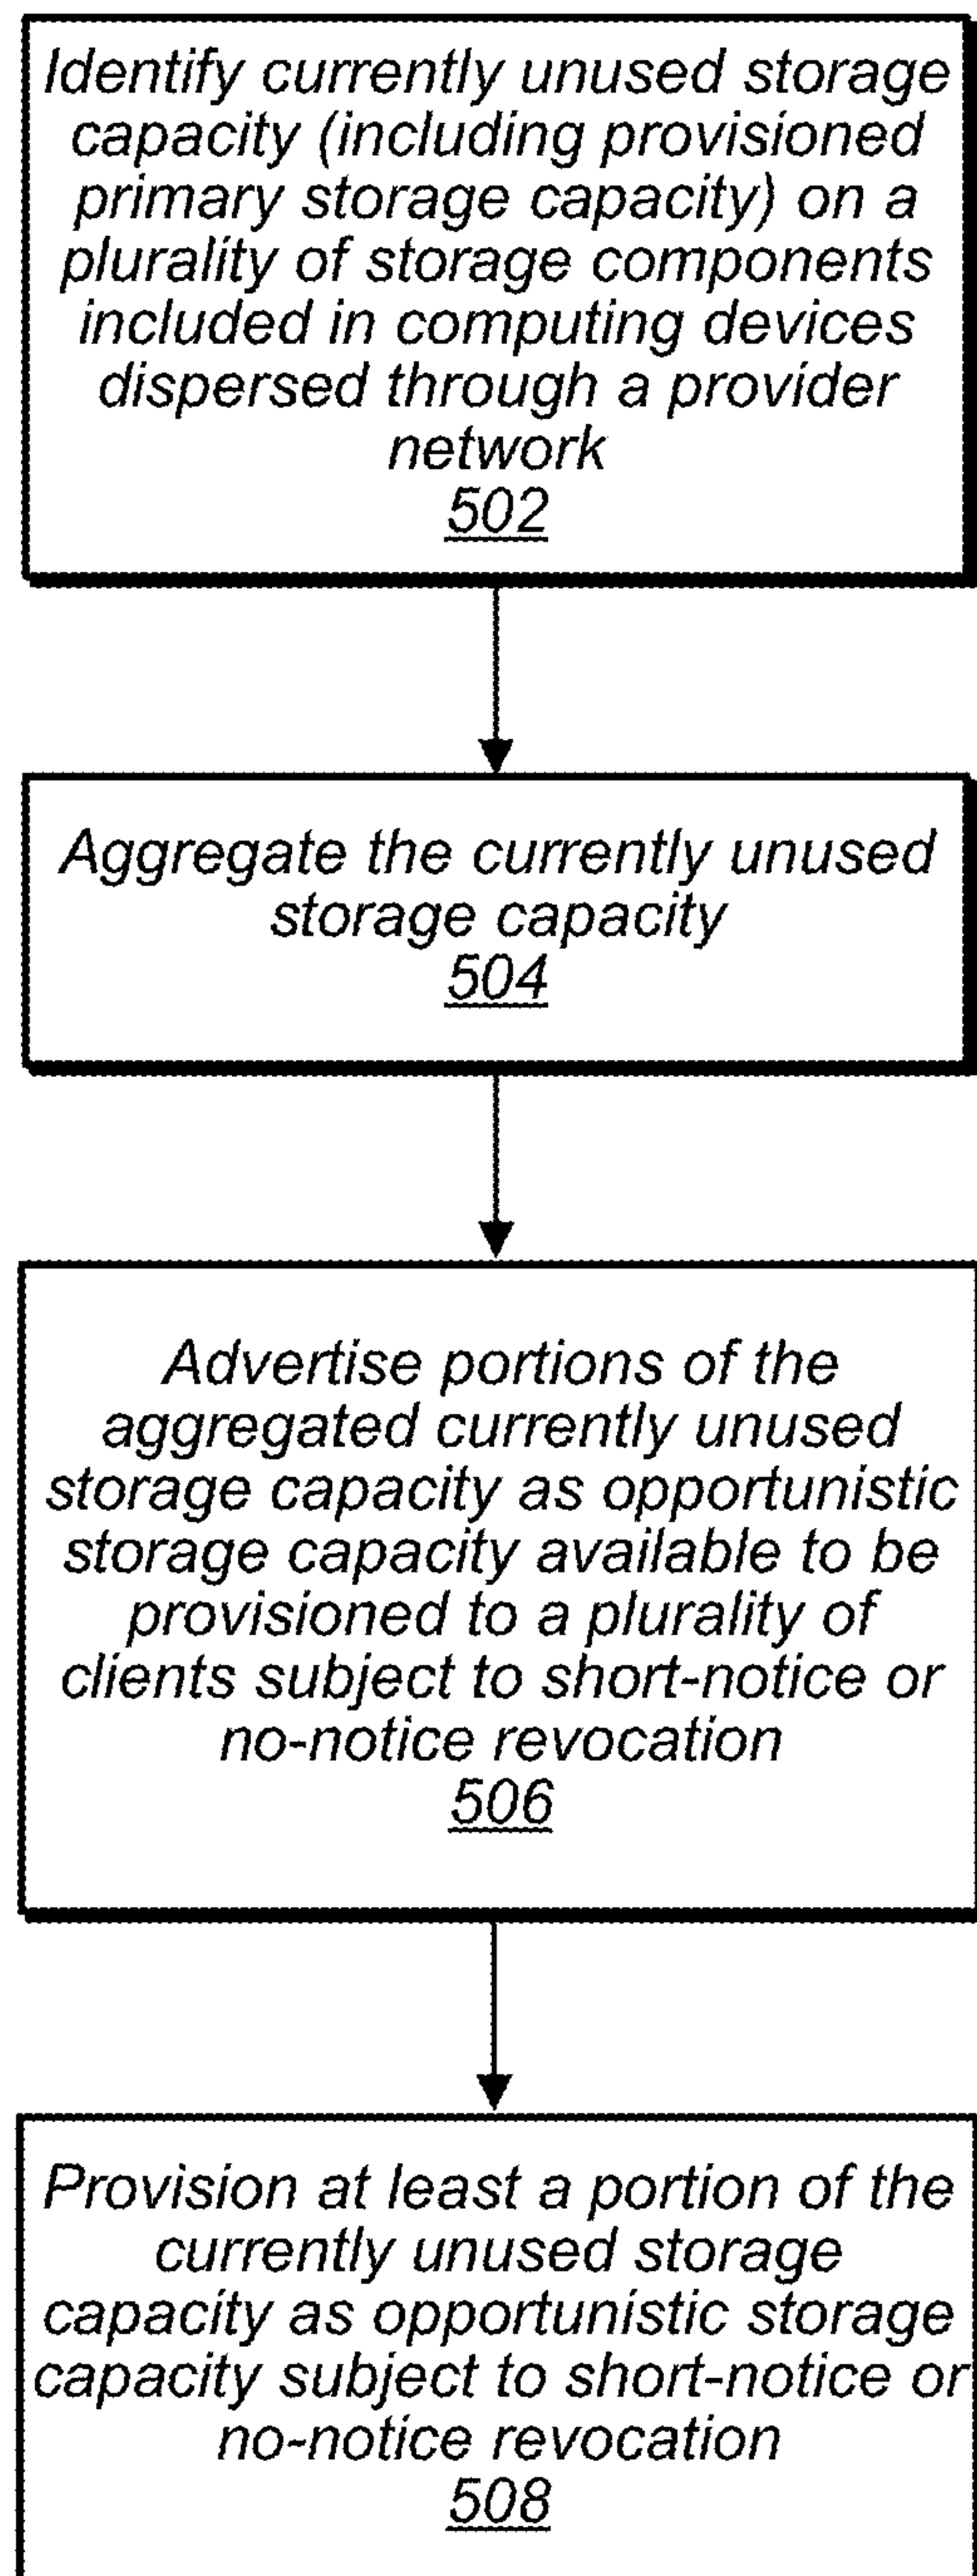 Identify currently unused storage
capacity (including provisioned
primary storage capacity) on a
plurality of storage components
included in computing devices
dispersed through a provider
network
502
Aggregate the currently unused
storage capacity
504
Advertise portions of the
aggregated currently unused
storage capacity as opportunistic
storage capacity available to be
provisioned to a plurality of
clients subject to short-notice or
no-notice revocation
506
Provision at least a portion of the
currently unused storage
capacity as opportunistic storage
capacity subject to short-notice or
no-notice revocation
508